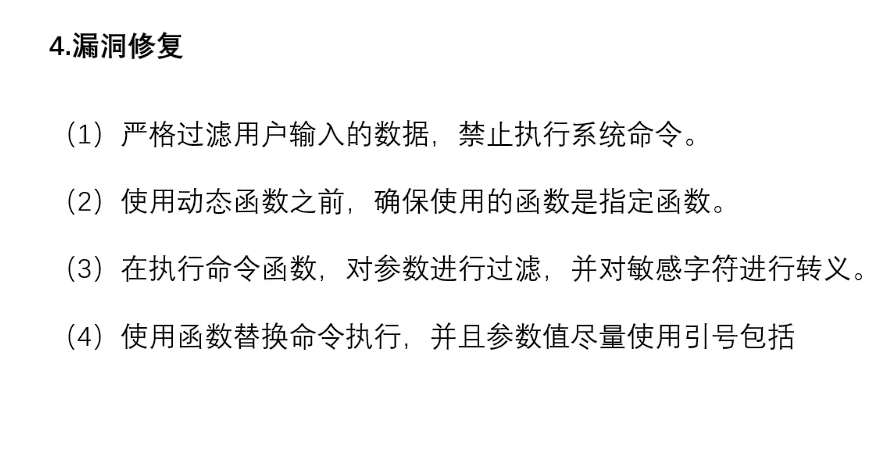 4.漏洞修复
（1）严格过滤用户输入的数据，禁止执行系统命令。
（2）使用动态函数之前，确保使用的函数是指定函数。
（3）在执行命令函数，对参数进行过滤，并对敏感字符进行转义。
（4）使用函数替换命令执行，并且参数值尽量使用引号包括